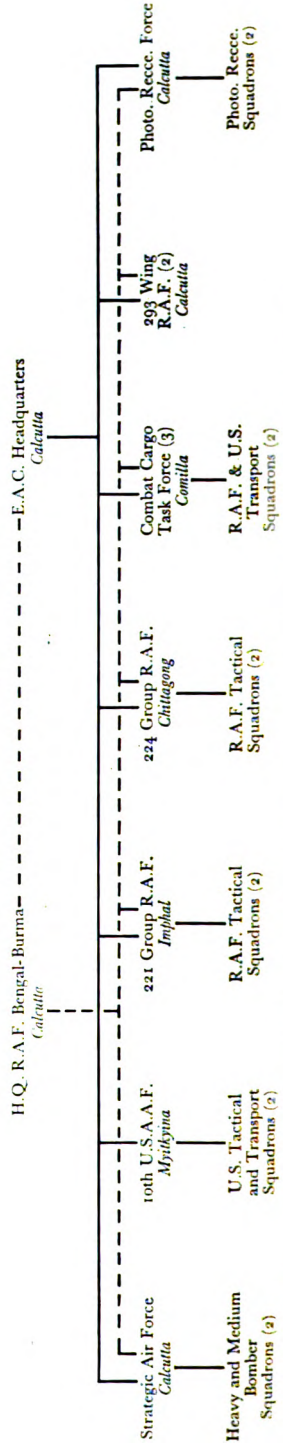 H.Q. R.A.F. Bengal-Burma
Calcutta
E.A.C. Headquarters
Calcutta
Strategic Air Force
Calcutta
10th U.S.A.A.F.
Myitkyina
221 Group R.A.F.
Imphal
224 Group R.A.F.
Chittagong
Combat Cargo
Task Force (3)
Comilla
293 Wing
R.A.F. (2)
Calcutta
Photo. Recce. Force
Calcutta
Heavy and Medium
Bomber
Squadrons (2)
U.S. Tactical
and Transport
Squadrons (2)
R.A.F. Tactical
Squadrons (2)
R.A.F. Tactical
Squadrons (2)
R.A.F. & U.S.
Transport
Squadrons (2)
Photo. Recce.
Squadrons (2)